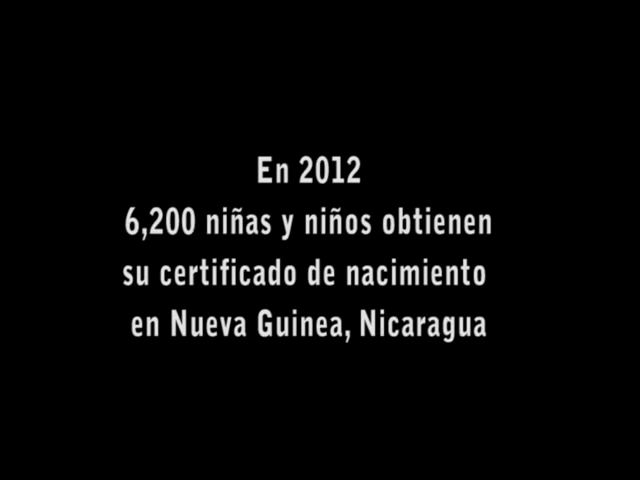 En 2012
6,200 niñas y niños obtienen
su certificado de nacimiento
en Nueva Guinea, Nicaragua